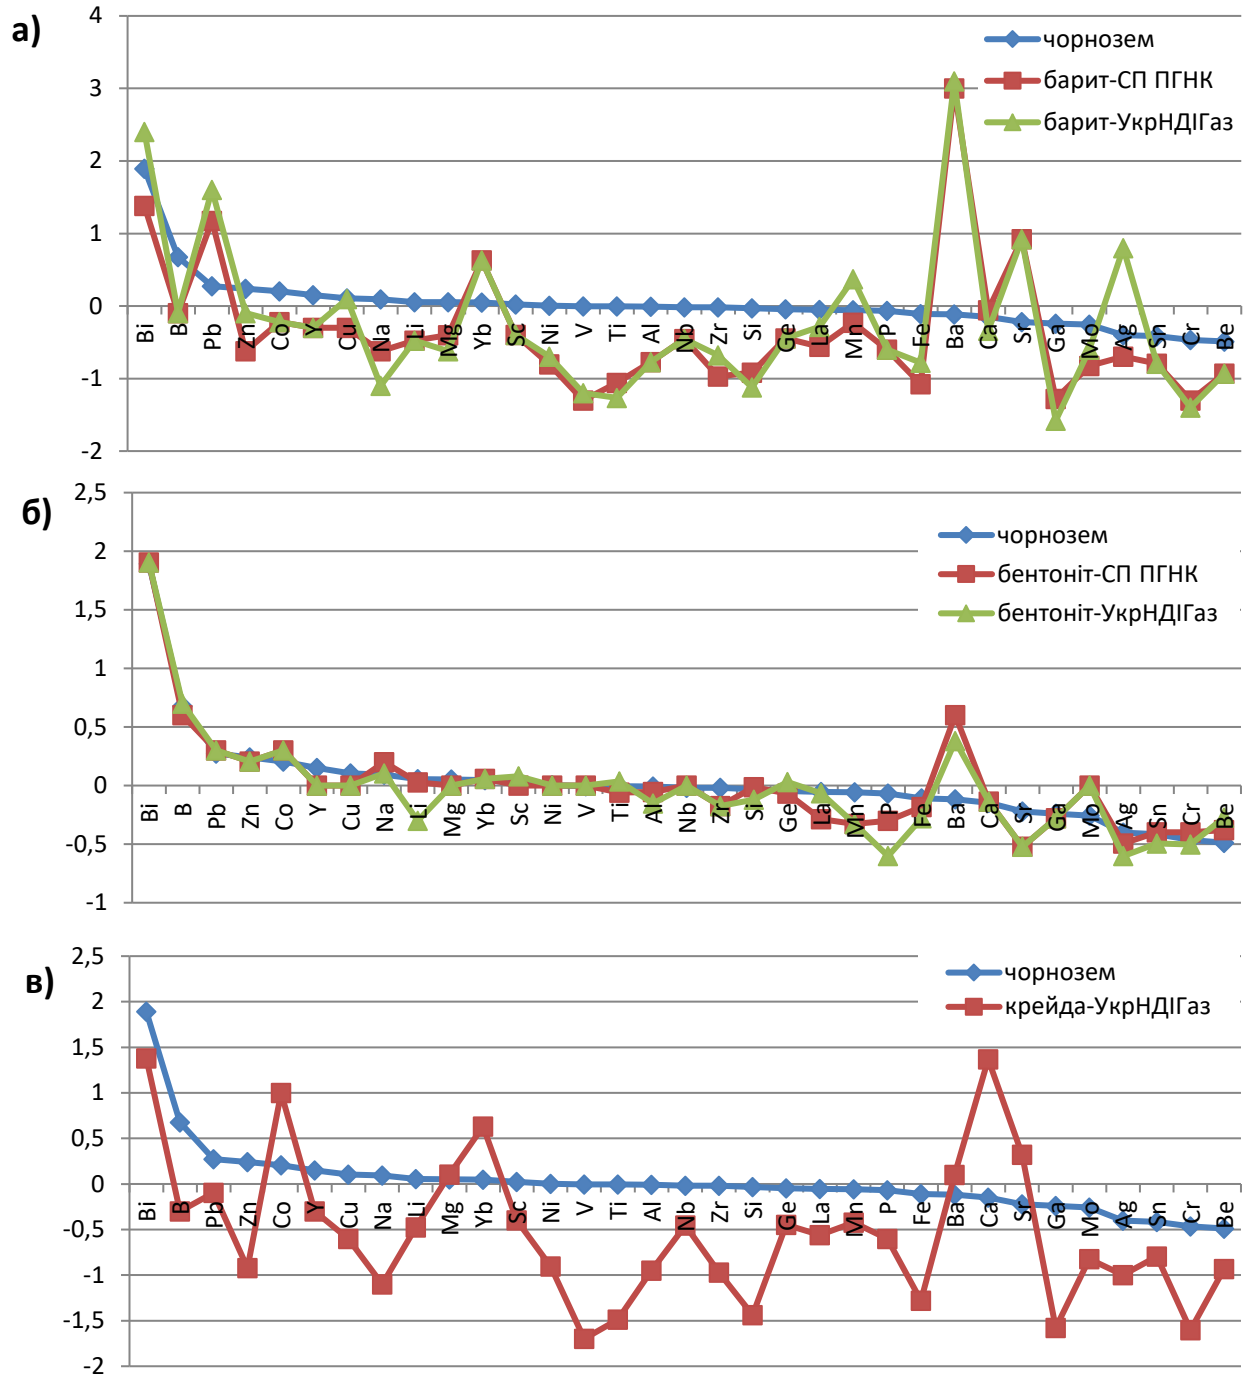 а)
4
3
2
1
0
-1
-2
чорнозем
барит-СП ПГНК
барит-УкрНДІГаз
Bi B Pb Zn Co Y Cu Na Li Mg Yb Sc Ni V Ti Al Nb Zr Si Ge La Mn P Fe Ba Ca Sr Ga Mo Ag Sn Cr Be
б)
2,5
2
1,5
1
0,5
0
-0,5
-1
чорнозем
бентоніт-СП ПГНК
бентоніт-УкрНДІГаз
Bi B Pb Zn Co Y Cu Na Li Mg Yb Sc Ni V Ti Al Nb Zr Si Ge La Mn P Fe Ba Ca Sr Ga Mo Ag Sn Cr Be
в)
2,5
2
1,5
1
0,5
0
-0,5
-1
-1,5
-2
чорнозем
крейда-УкрНДІГаз
Bi B Pb Zn Co Y Cu Na Li Mg Yb Sc Ni V Ti Al Nb Zr Si Ge La Mn P Fe Ba Ca Sr Ga Mo Ag Sn Cr Be